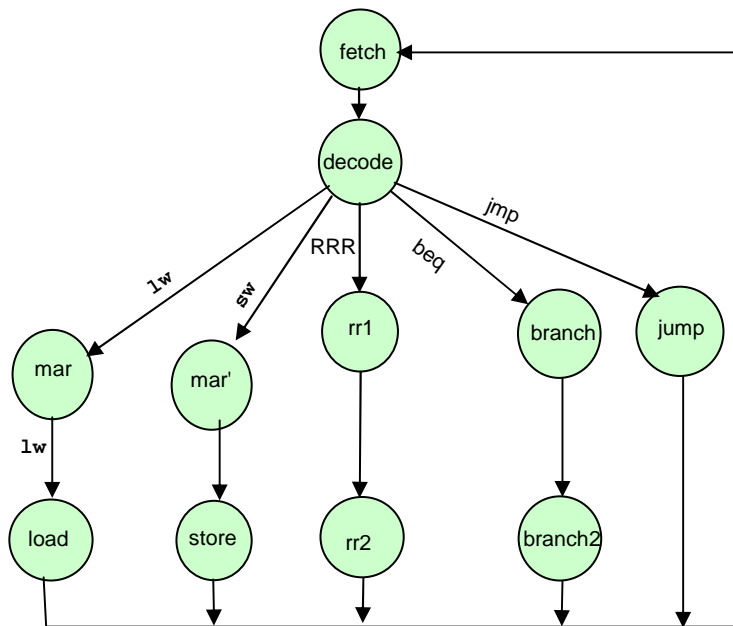 fetch
decode
jmp
lw
sw
RRR
beq
mar
mar'
rr1
branch
jump
lw
load
store
rr2
branch2